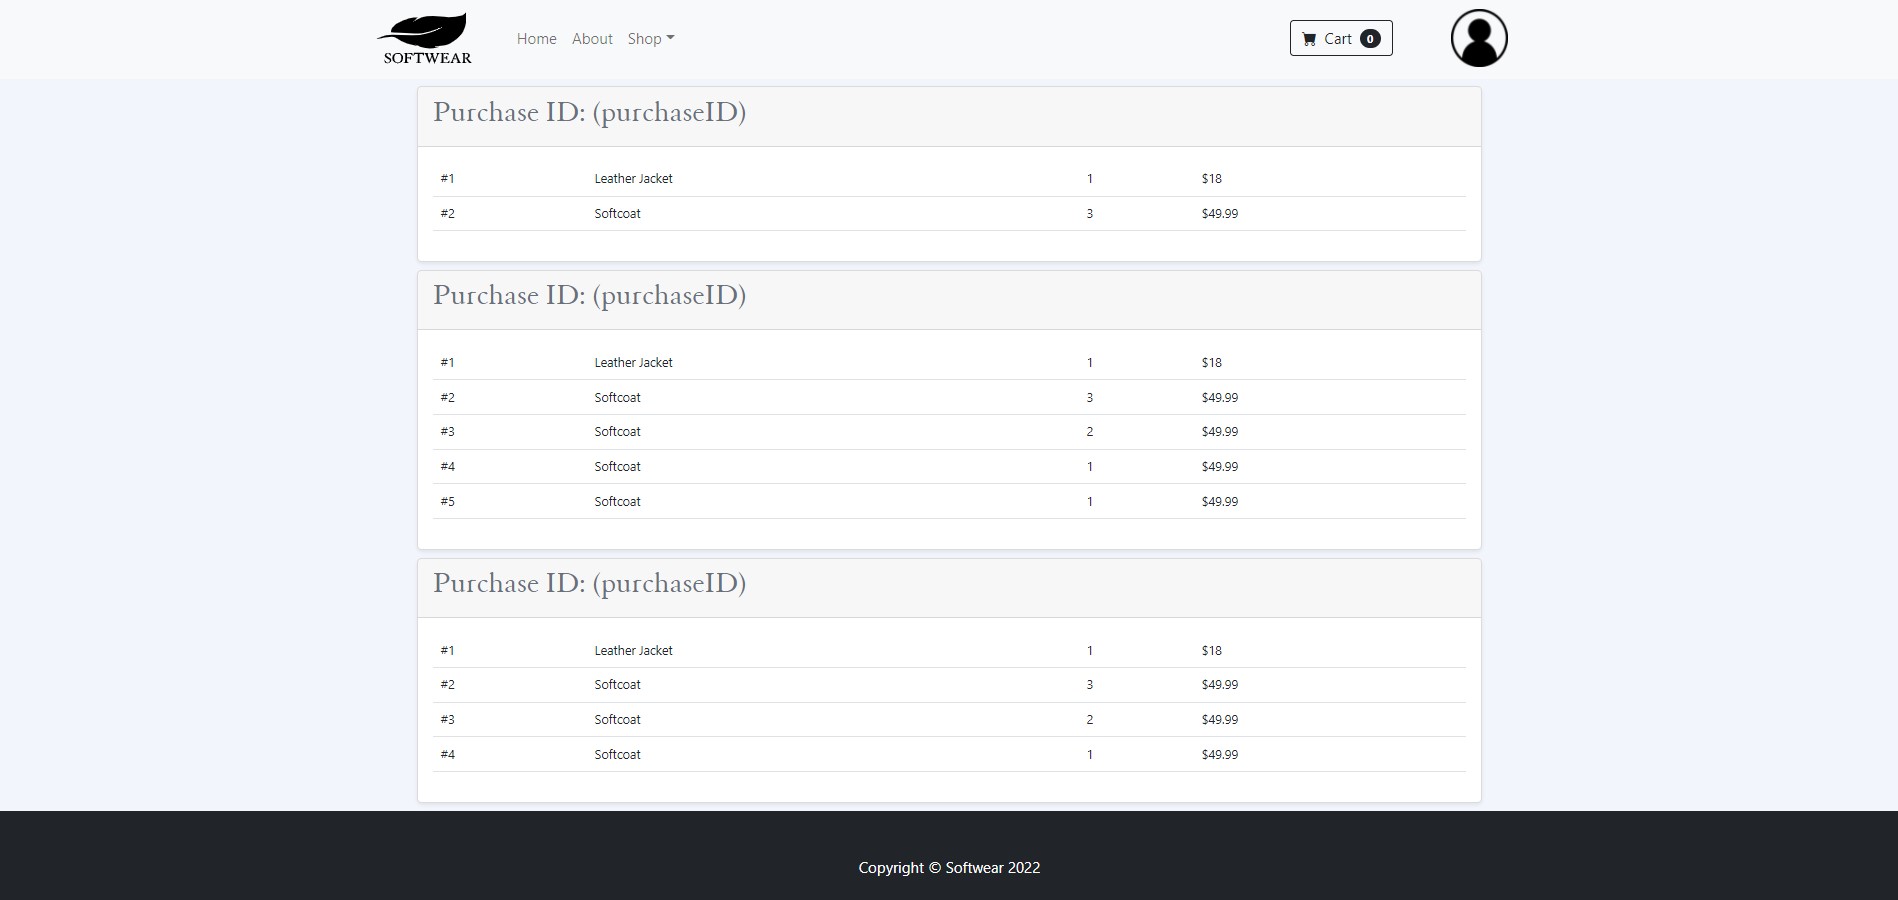 SOFTWEAR
Home About Shop Cart 0
Purchase ID: (purchaseID)
#1 Leather Jacket 1 $18
#2 Softcoat 3 $49.99
Purchase ID: (purchaseID)
#1 Leather Jacket 1 $18
#2 Softcoat 3 $49.99
#3 Softcoat 2 $49.99
#4 Softcoat 1 $49.99
#5 Softcoat 1 $49.99
Purchase ID: (purchaseID)
#1 Leather Jacket 1 $18
#2 Softcoat 3 $49.99
#3 Softcoat 2 $49.99
#4 Softcoat 1 $49.99
Copyright © Softwear 2022